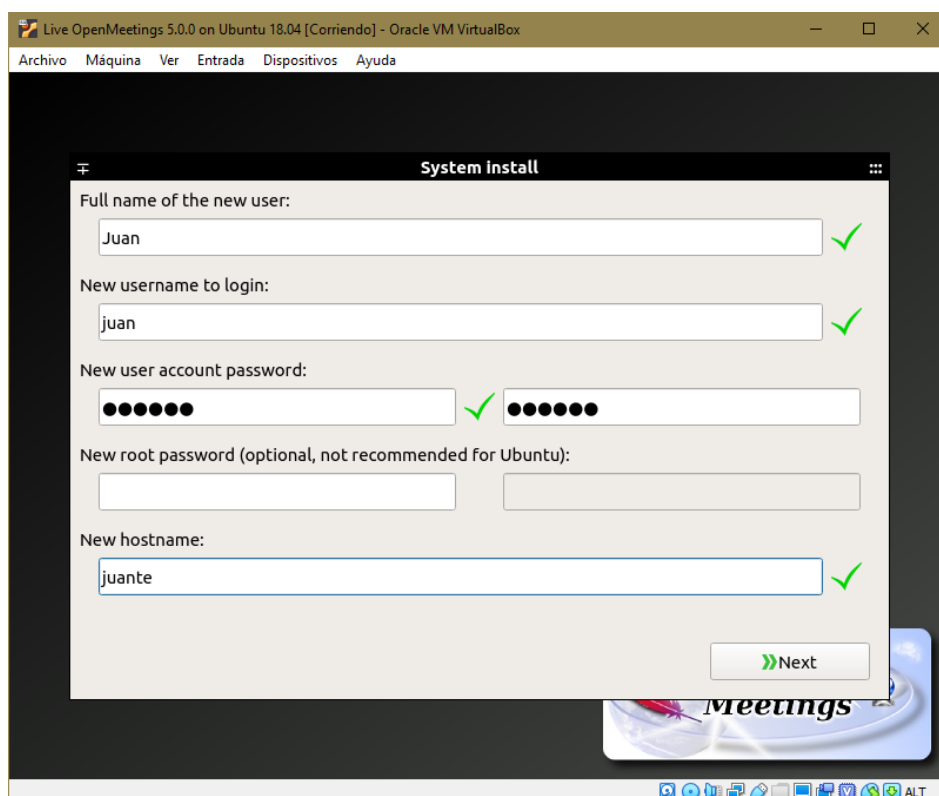 Live OpenMeetings 5.0.0 on Ubuntu 18.04 [Corriendo] - Oracle VM VirtualBox
Archivo Máquina Ver Entrada Dispositivos Ayuda
System install
Full name of the new user:
Juan
New username to login:
juan
New user account password:
●●●●●● ●●●●●●
New root password (optional, not recommended for Ubuntu):
New hostname:
juante
Next
Meetings
ALT